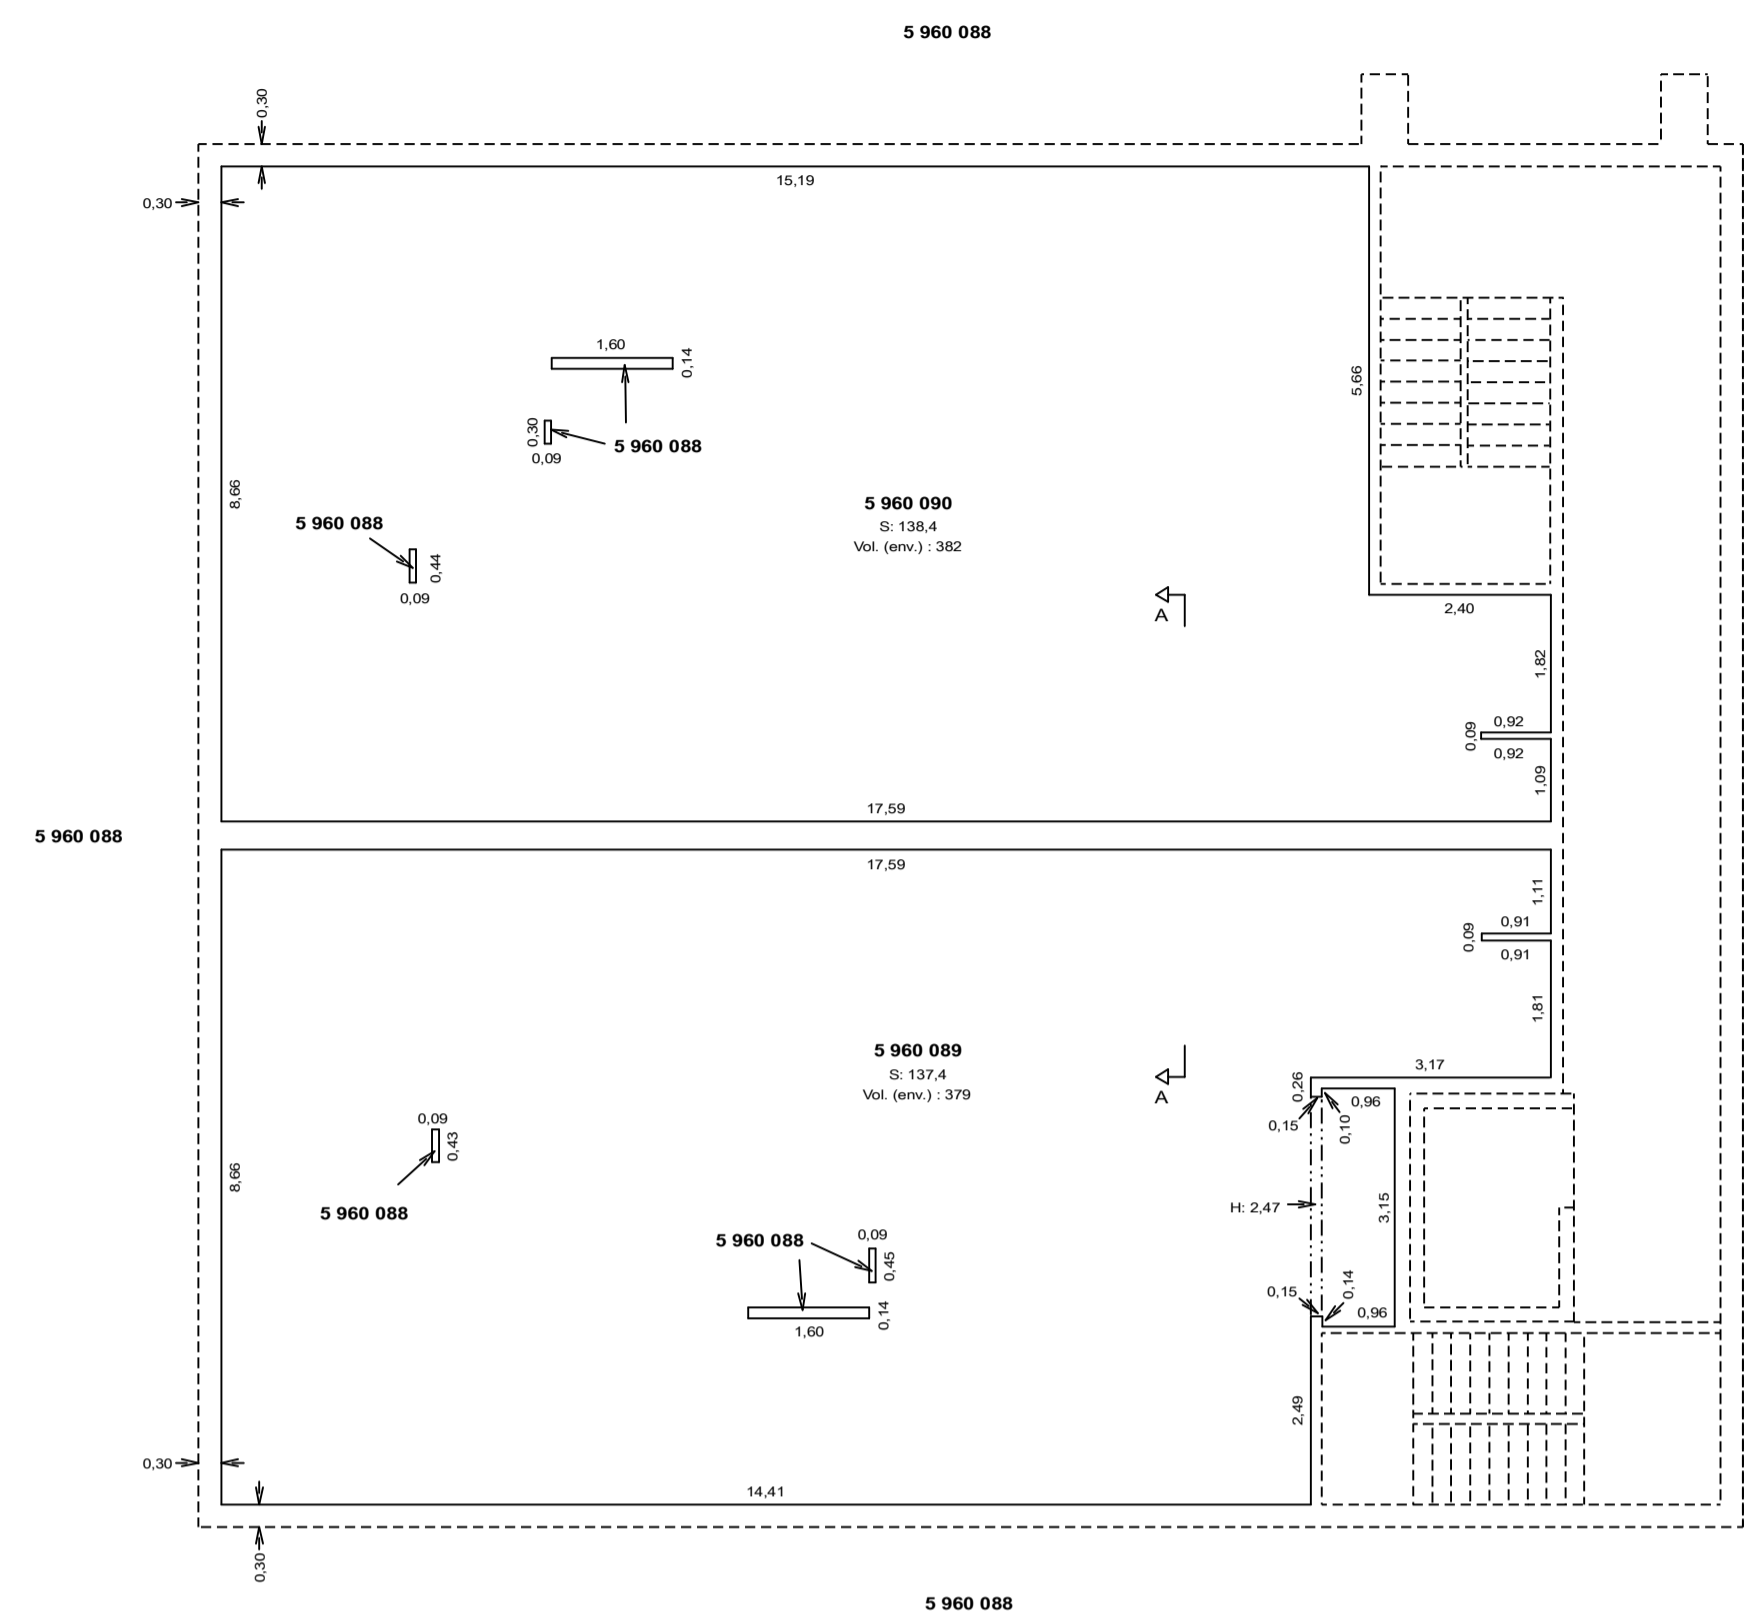 5 960 088
0,30
15,19
0,30
1,60
0,14
5,66
0,30
5 960 088
0,09
8,66
5 960 090
5 960 088
S: 138,4
Vol. (env.) : 382
0,44
0,09
A
2,40
1,82
0,92
0,09
0,92
1,09
17,59
5 960 088
17,59
1,11
0,91
0,09
0,91
1,81
5 960 089
3,17
S: 137,4
0,26
Vol. (env.) : 379
A
0,96
0,09
0,15
0,10
0,43
8,66
H: 2,47
3,15
5 960 088
0,09
5 960 088
0,45
0,15
0,14
0,14
0,96
1,60
2,49
0,30
14,41
0,30
5 960 088